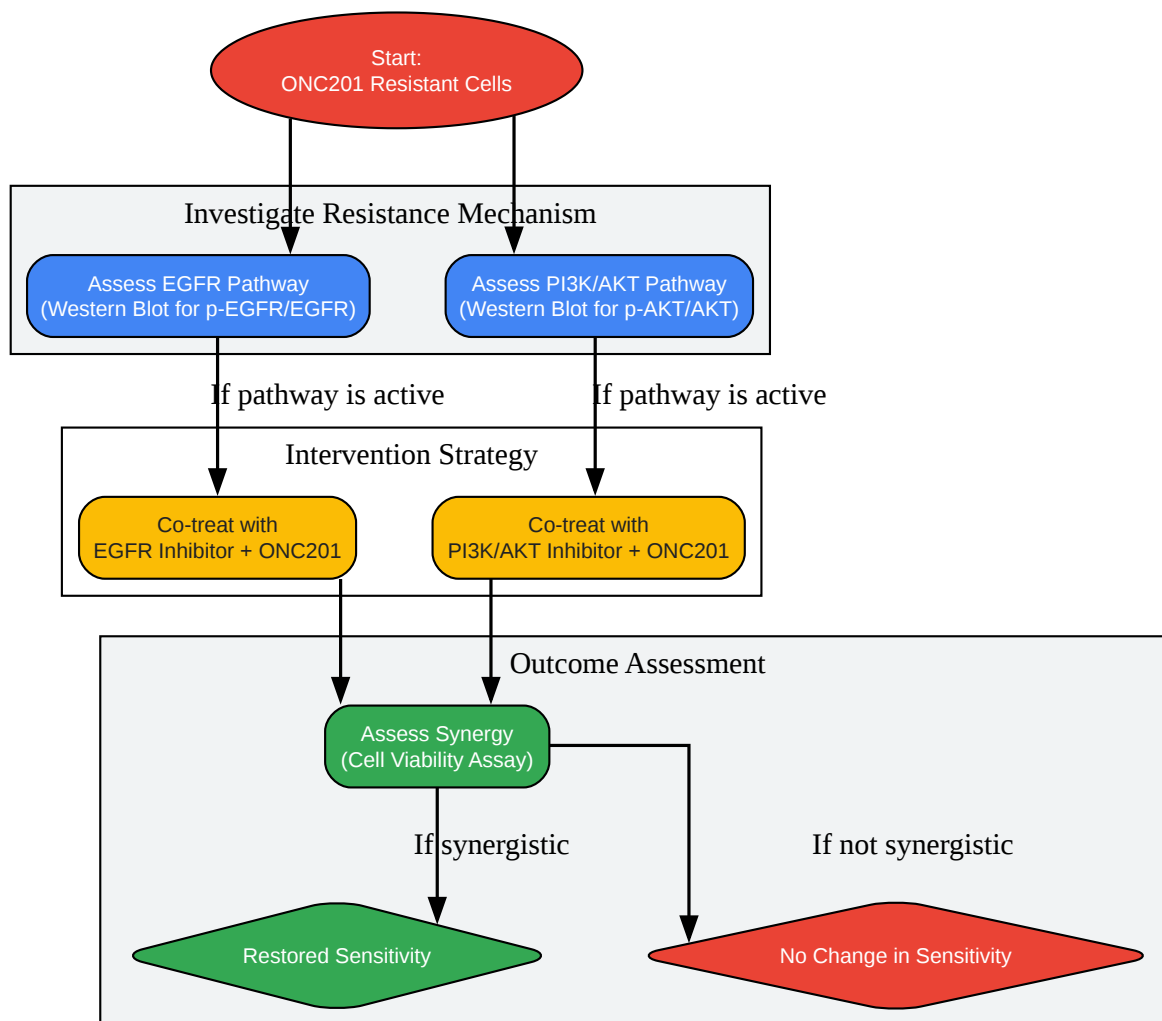 Start:
ONC201 Resistant Cells
Investigate Resistance Mechanism
Assess EGFR Pathway
(Western Blot for p-EGFR/EGFR)
Assess PI3K/AKT Pathway
(Western Blot for p-AKT/AKT)
If pathway is active
If pathway is active
Intervention Strategy
Co-treat with
EGFR Inhibitor + ONC201
Co-treat with
PI3K/AKT Inhibitor + ONC201
Outcome Assessment
Assess Synergy
(Cell Viability Assay)
If synergistic
If not synergistic
Restored Sensitivity
No Change in Sensitivity